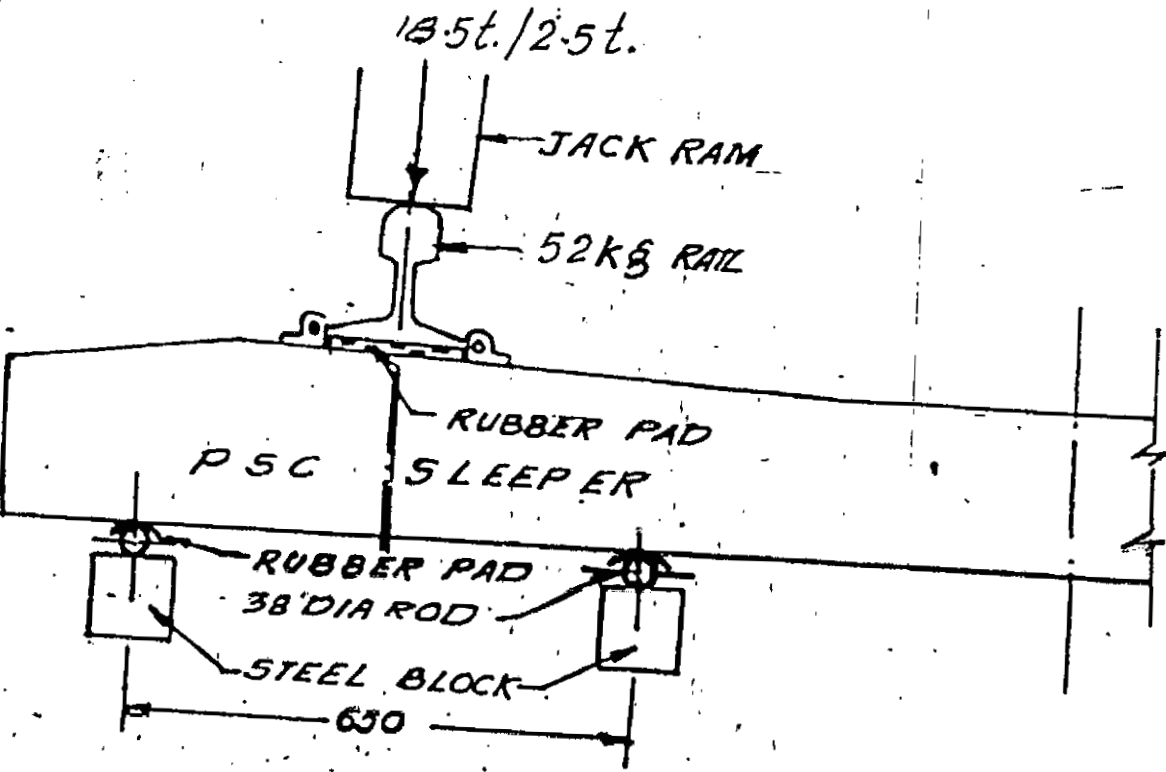 18.5t./2.5t.
JACK RAM
52Kg RAIL
RUBBER PAD
PSC SLEEPER
RUBBER PAD
38 DIA ROD
STEEL BLOCK
650